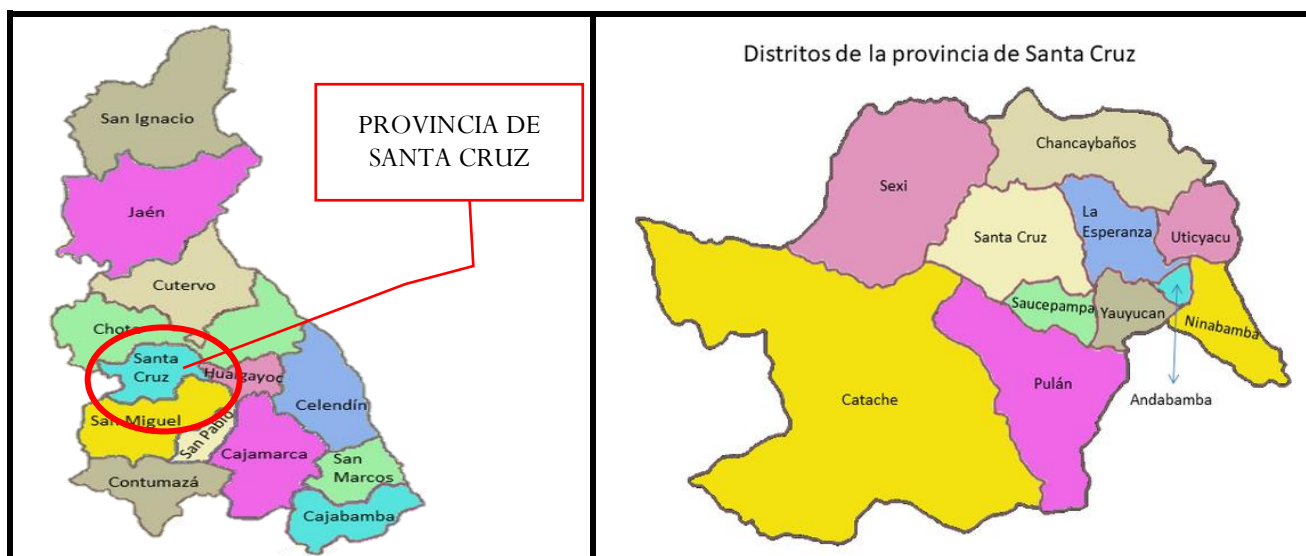 San Ignacio
PROVINCIA DE
SANTA CRUZ
Jaén
Cutervo
Chota
Santa
Cruz
Hualgayoc
Celendín
San Miguel
San Pablo
Cajamarca
San
Marcos
Contumazá
Cajabamba
Distritos de la provincia de Santa Cruz
Chancaybaños
Sexi
La
Esperanza
Santa Cruz
Uticyacu
Saucepampa
Yauyucan
Ninabamba
Pulán
Catache
Andabamba